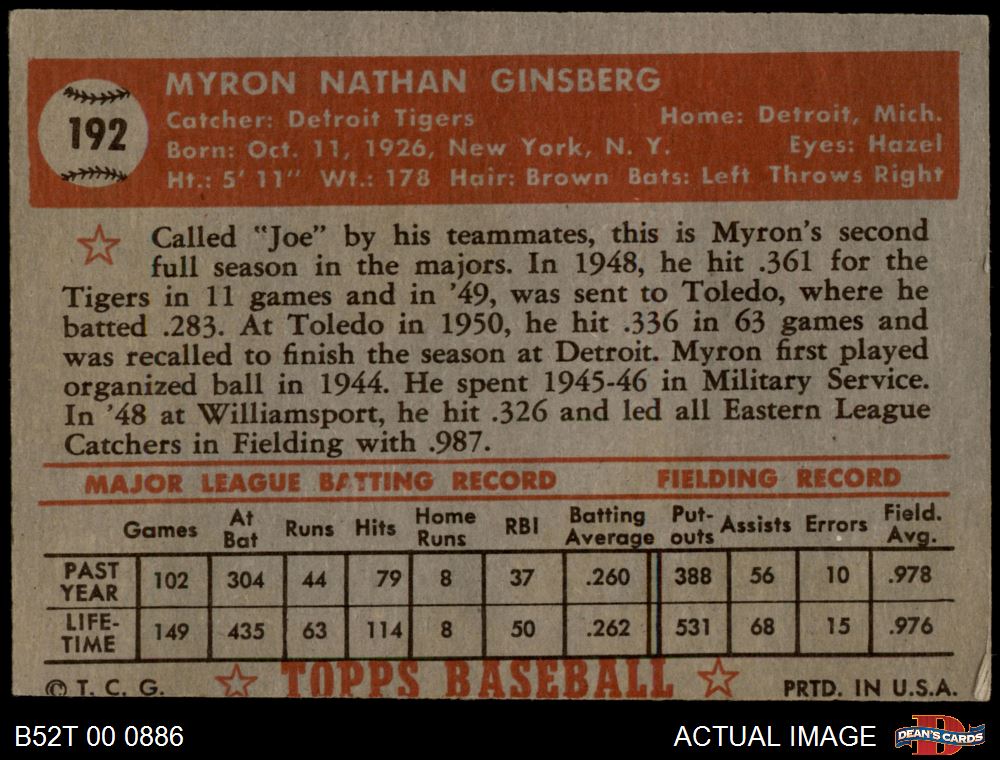 192
MYRON NATHAN GINSBERG
Catcher: Detroit Tigers Home: Detroit, Mich.
Born: Oct. 11, 1926, New York, N. Y. Eyes: Hazel
Ht.: 5' 11" Wt.: 178 Hair: Brown Bats: Left Throws Right
Called "Joe" by his teammates, this is Myron's second
full season in the majors. In 1948, he hit .361 for the
Tigers in 11 games and in '49, was sent to Toledo, where he
batted .283. At Toledo in 1950, he hit .336 in 63 games and
was recalled to finish the season at Detroit. Myron first played
organized ball in 1944. He spent 1945-46 in Military Service.
In '48 at Williamsport, he hit .326 and led all Eastern League
Catchers in Fielding with .987.
MAJOR LEAGUE BATTING RECORD FIELDING RECORD
Games At Bat Runs Hits Home Runs RBI Batting Average Put-outs Assists Errors Field. Avg.
PAST YEAR 102 304 44 79 8 37 .260 388 56 10 .978
LIFE-TIME 149 435 63 114 8 50 .262 531 68 15 .976
© T. C. G. TOPPS BASEBALL PRTD. IN U.S.A.
B52T 00 0886 ACTUAL IMAGE D DEAN'S CARDS